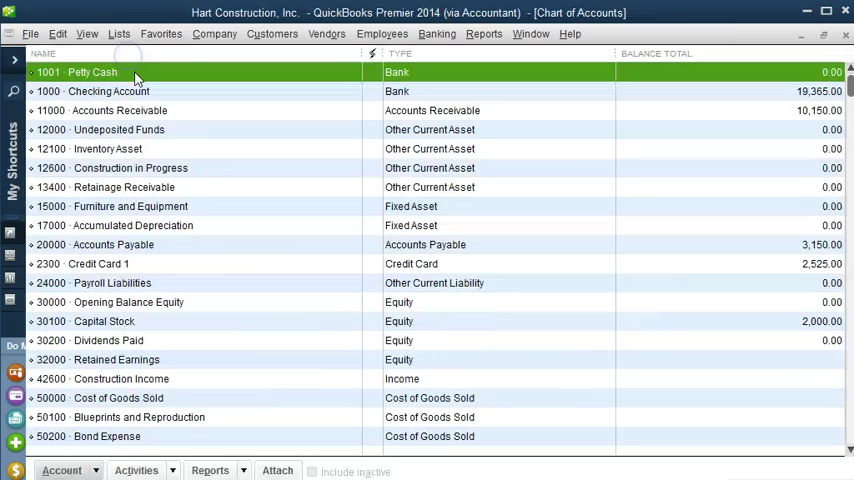 Hart Construction, Inc. - QuickBooks Premier 2014 (via Accountant) - [Chart of Accounts]
File Edit View Lists Favorites Company Customers Vendors Employees Banking Reports Window Help
NAME TYPE BALANCE TOTAL
1001 · Petty Cash Bank 0.00
1000 · Checking Account Bank 19,365.00
11000 · Accounts Receivable Accounts Receivable 10,150.00
12000 · Undeposited Funds Other Current Asset 0.00
12100 · Inventory Asset Other Current Asset 0.00
12600 · Construction in Progress Other Current Asset 0.00
13400 · Retainage Receivable Other Current Asset 0.00
15000 · Furniture and Equipment Fixed Asset 0.00
17000 · Accumulated Depreciation Fixed Asset 0.00
20000 · Accounts Payable Accounts Payable 3,150.00
2300 · Credit Card 1 Credit Card 2,525.00
24000 · Payroll Liabilities Other Current Liability 0.00
30000 · Opening Balance Equity Equity 0.00
30100 · Capital Stock Equity 2,000.00
30200 · Dividends Paid Equity 0.00
32000 · Retained Earnings Equity
42600 · Construction Income Income
50000 · Cost of Goods Sold Cost of Goods Sold
50100 · Blueprints and Reproduction Cost of Goods Sold
50200 · Bond Expense Cost of Goods Sold
My Shortcuts
Do M
Account Activities Reports Attach Include inactive